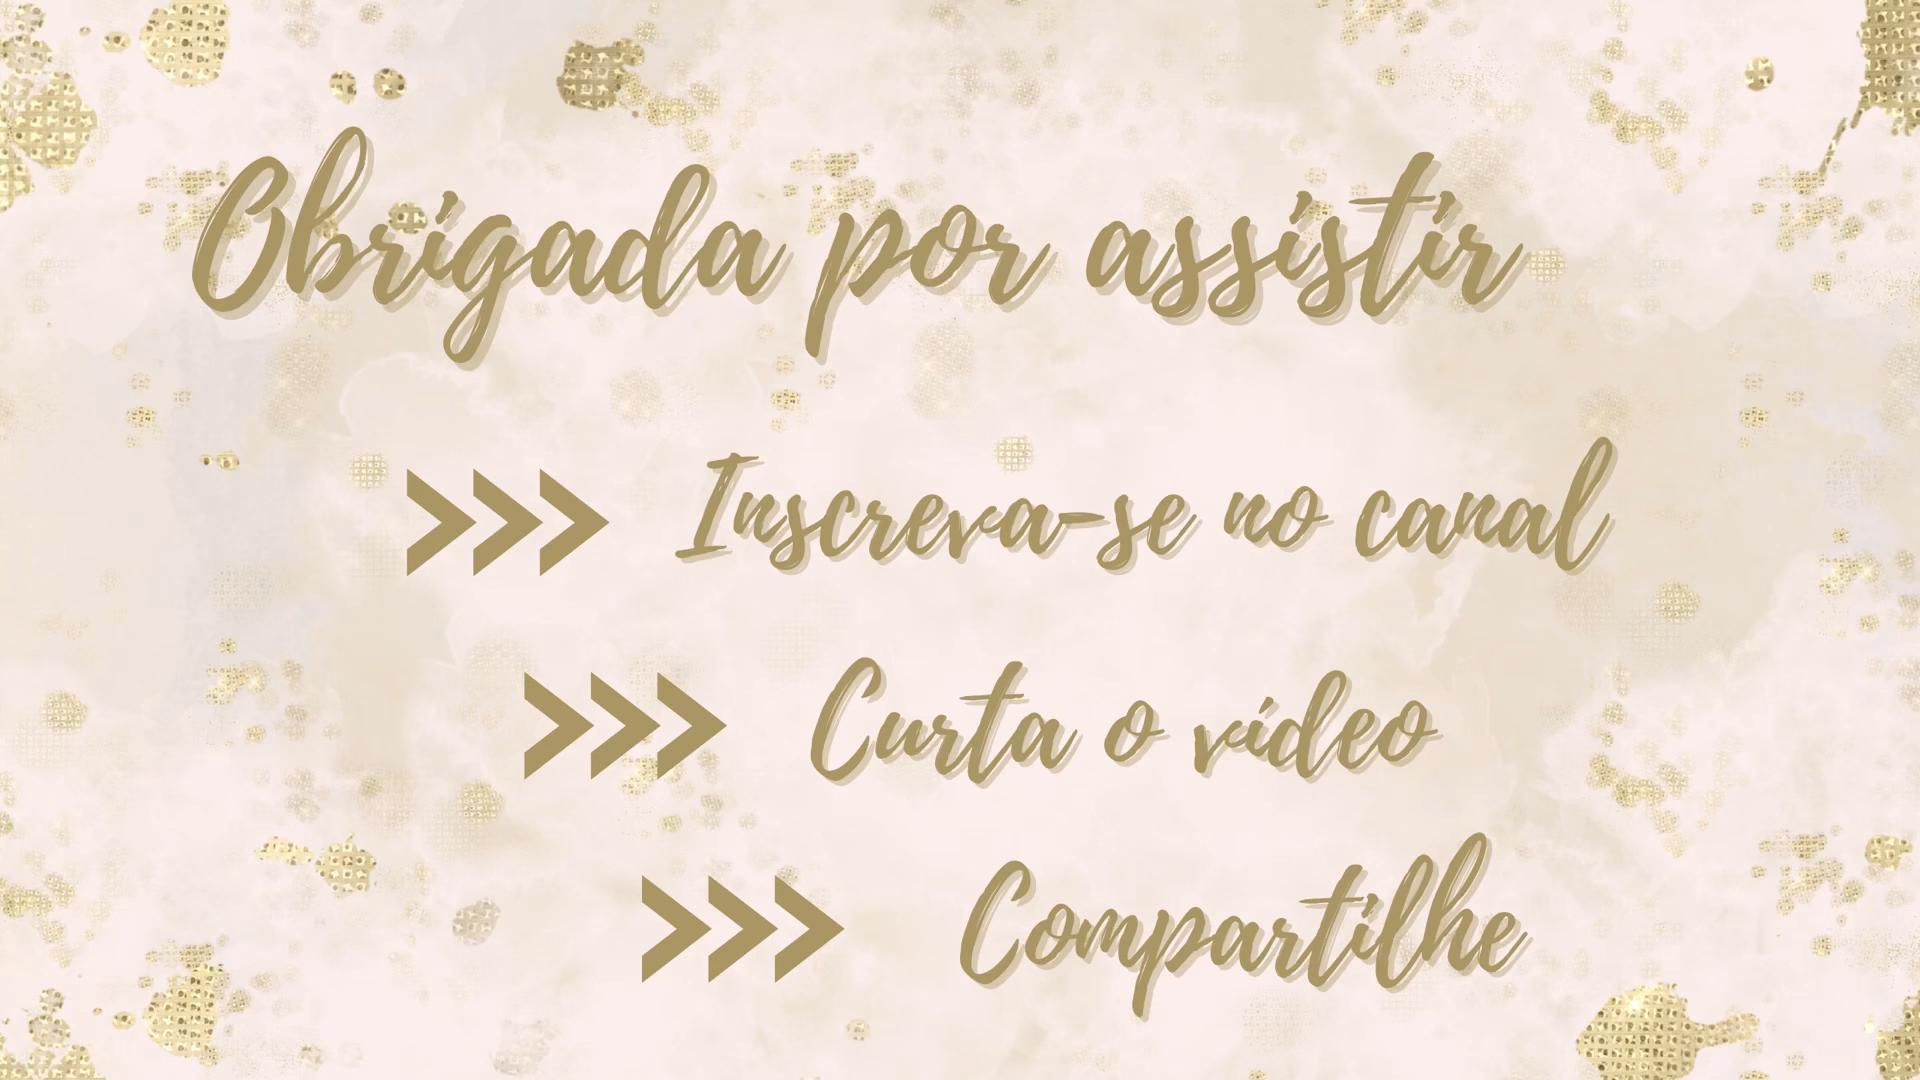 Obrigada por assistir
>>> Inscreva-se no canal
>>> Curta o vídeo
>>> Compartilhe